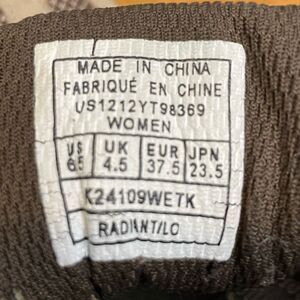 MADE IN CHINA
FABRIQUÉ EN CHINE
US1212YT98369
WOMEN
US UK EUR JPN
6.5 4.5 37.5 23.5
K24109WETK
RADIANT/LO